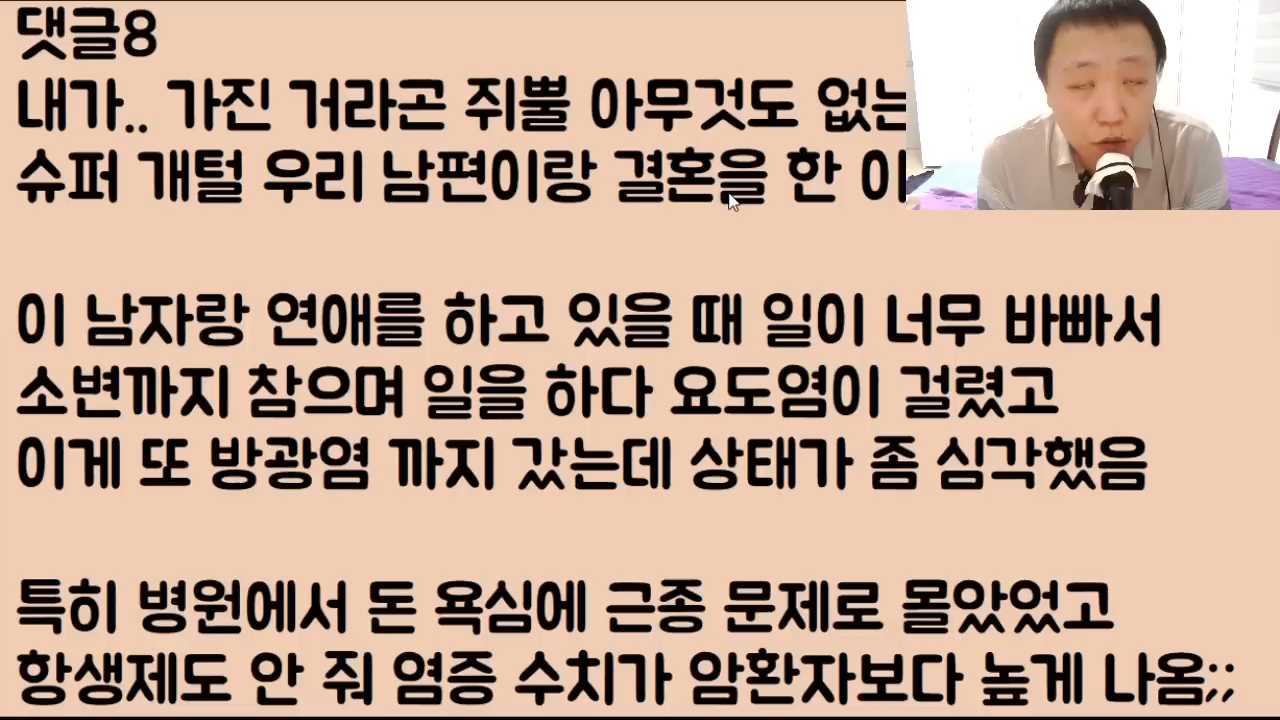 댓글8
내가.. 가진 거라곤 쥐뿔 아무것도 없는
슈퍼 개털 우리 남편이랑 결혼을 한 이
이 남자랑 연애를 하고 있을 때 일이 너무 바빠서
소변까지 참으며 일을 하다 요도염이 걸렸고
이게 또 방광염 까지 갔는데 상태가 좀 심각했음
특히 병원에서 돈 욕심에 근종 문제로 몰았었고
항생제도 안 줘 염증 수치가 암환자보다 높게 나옴;;